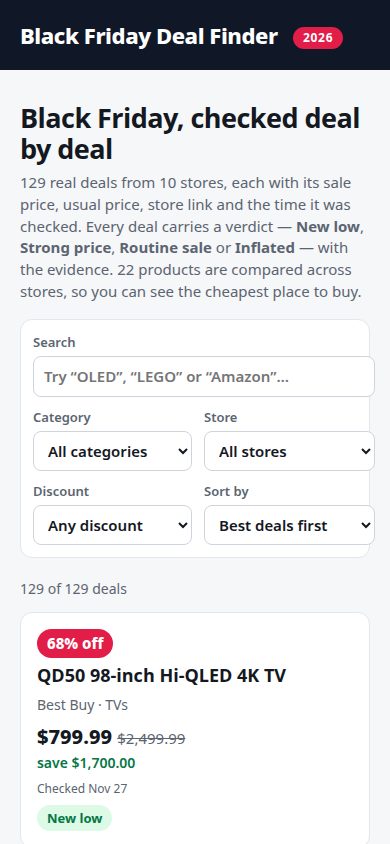 Black Friday Deal Finder 2026
Black Friday, checked deal
by deal
129 real deals from 10 stores, each with its sale
price, usual price, store link and the time it was
checked. Every deal carries a verdict — New low,
Strong price, Routine sale or Inflated — with
the evidence. 22 products are compared across
stores, so you can see the cheapest place to buy.
Search
Try “OLED”, “LEGO” or “Amazon”…
Category Store
All categories All stores
Discount Sort by
Any discount Best deals first
129 of 129 deals
68% off
QD50 98-inch Hi-QLED 4K TV
Best Buy · TVs
$799.99 $2,499.99
save $1,700.00
Checked Nov 27
New low